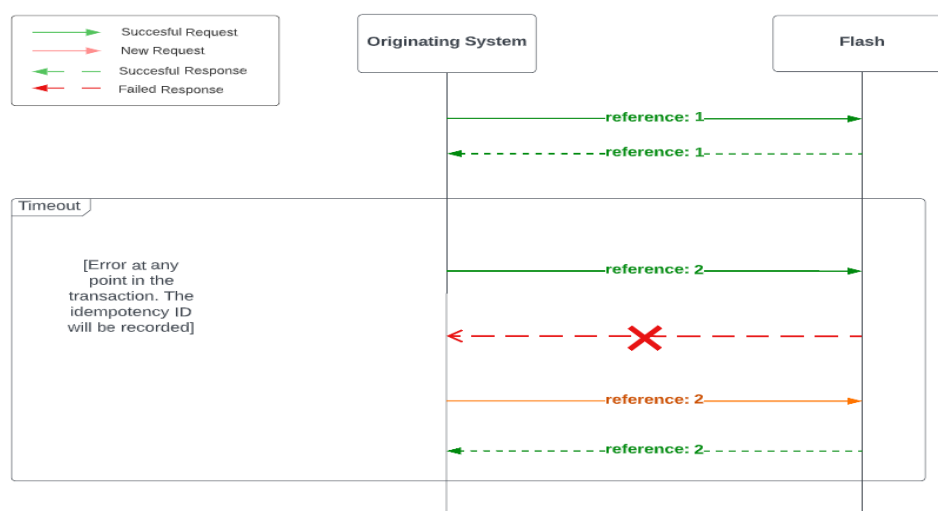 Succesful Request
New Request
Succesful Response
Failed Response
Originating System
Flash
reference: 1
reference: 1
Timeout
[Error at any
point in the
transaction. The
idempotency ID
will be recorded]
reference: 2
reference: 2
reference: 2